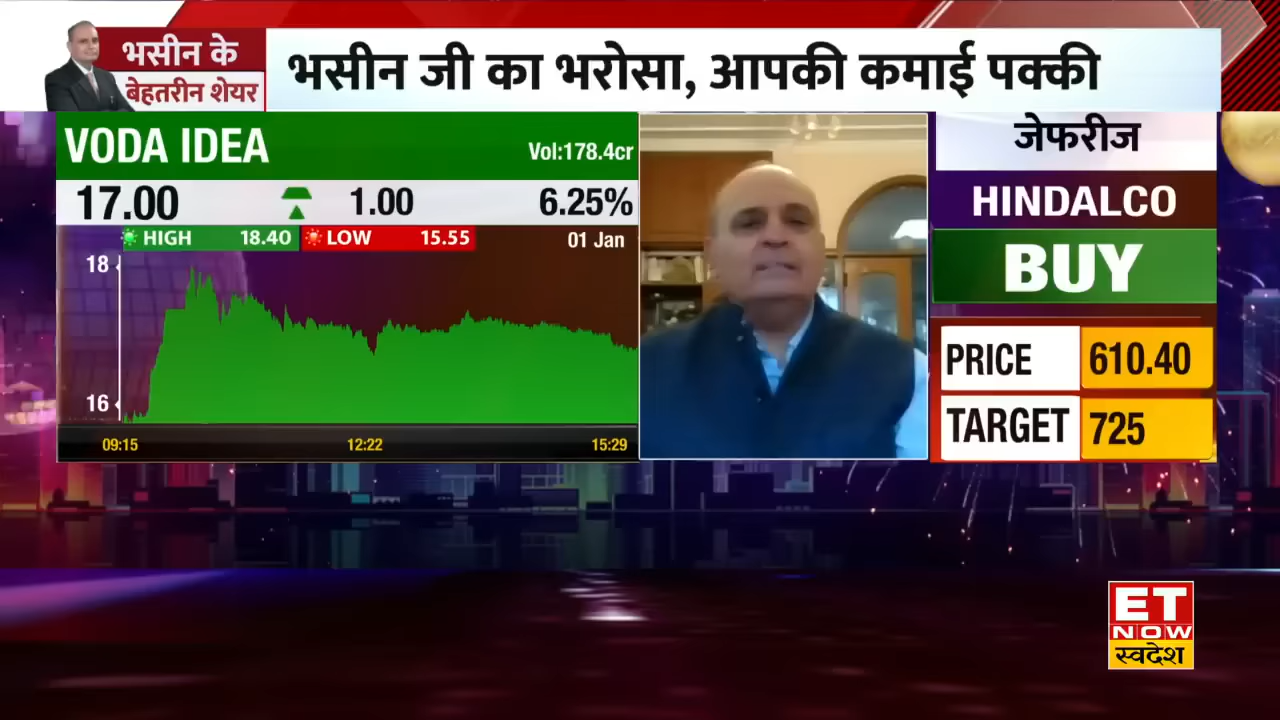 भसीन के
बेहतरीन शेयर
भसीन जी का भरोसा, आपकी कमाई पक्की
VODA IDEA
Vol:178.4cr
17.00 1.00 6.25%
HIGH 18.40 LOW 15.55 01 Jan
18
16
09:15 12:22 15:29
जेफरीज
HINDALCO
BUY
PRICE 610.40
TARGET 725
ET
NOW
स्वदेश